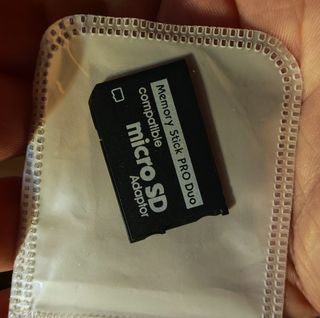 Memory Stick PRO Duo
compatible
micro SD
Adaptor